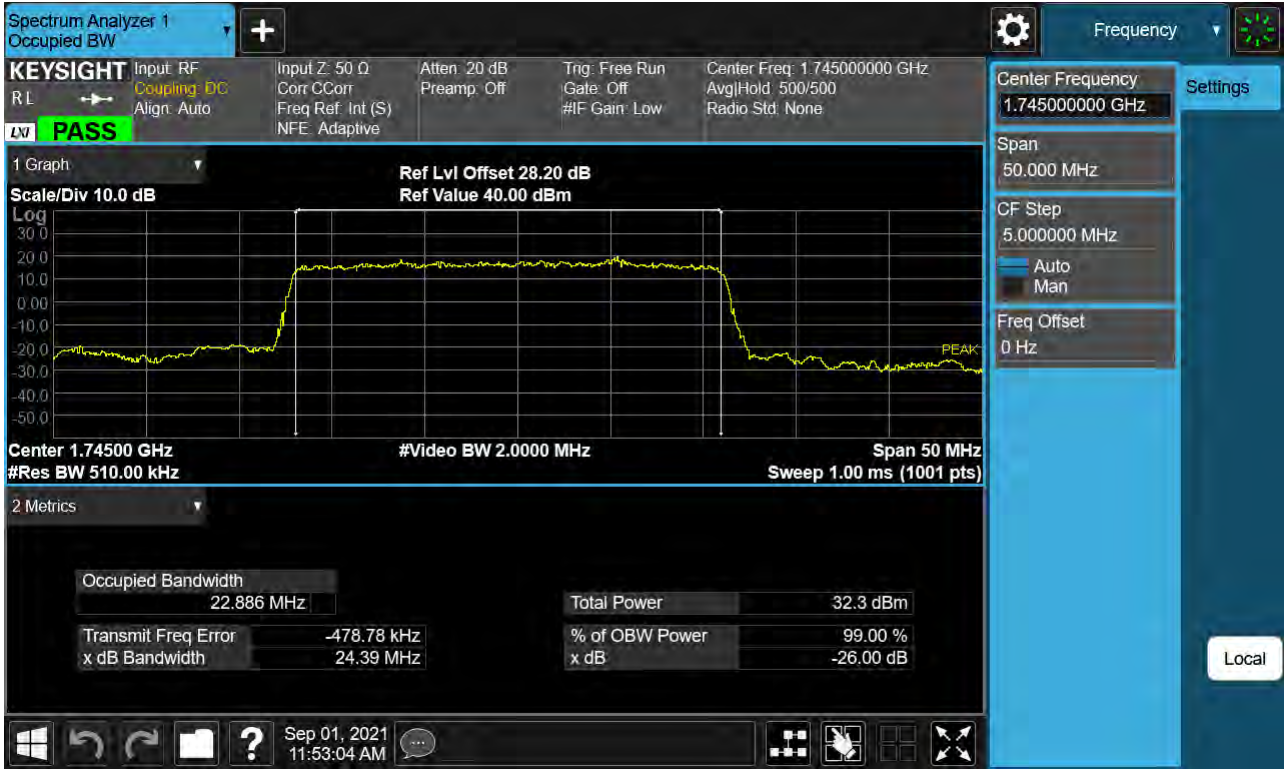 Spectrum Analyzer 1
Occupied BW
Frequency
KEYSIGHT
RL
LXI
PASS
Input: RF
Coupling: DC
Align: Auto
Input Z: 50 Ω
Corr CCorr
Freq Ref: Int (S)
NFE: Adaptive
Atten: 20 dB
Preamp: Off
Trig: Free Run
Gate: Off
#IF Gain: Low
Center Freq: 1.745000000 GHz
Avg|Hold: 500/500
Radio Std: None
Center Frequency
1.745000000 GHz
Settings
Span
50.000 MHz
CF Step
5.000000 MHz
Auto
Man
Freq Offset
0 Hz
1 Graph
Scale/Div 10.0 dB
Ref Lvl Offset 28.20 dB
Ref Value 40.00 dBm
Log
30.0
20.0
10.0
0.00
-10.0
-20.0
-30.0
-40.0
-50.0
PEAK
Center 1.74500 GHz
#Video BW 2.0000 MHz
Span 50 MHz
#Res BW 510.00 kHz
Sweep 1.00 ms (1001 pts)
2 Metrics
Occupied Bandwidth
22.886 MHz
Total Power 32.3 dBm
Transmit Freq Error -478.78 kHz
% of OBW Power 99.00 %
x dB Bandwidth 24.39 MHz
x dB -26.00 dB
Local
?
Sep 01, 2021
11:53:04 AM